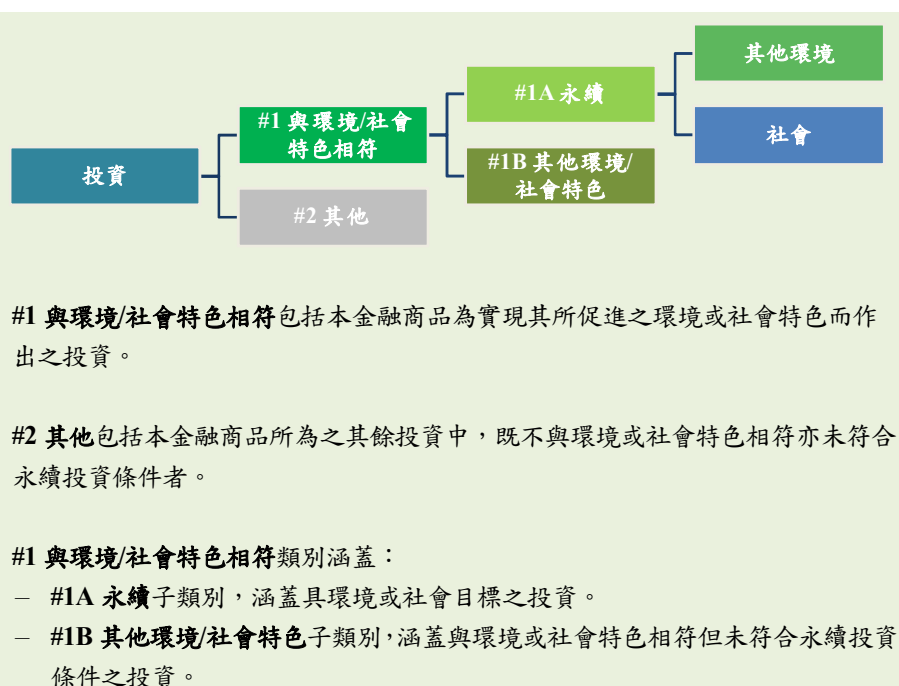 投資
#1 與環境/社會
特色相符
#2 其他
#1A 永續
#1B 其他環境/
社會特色
其他環境
社會
#1 與環境/社會特色相符包括本金融商品為實現其所促進之環境或社會特色而作
出之投資。
#2 其他包括本金融商品所為之其餘投資中，既不與環境或社會特色相符亦未符合
永續投資條件者。
#1 與環境/社會特色相符類別涵蓋：
– #1A 永續子類別，涵蓋具環境或社會目標之投資。
– #1B 其他環境/社會特色子類別，涵蓋與環境或社會特色相符但未符合永續投資
條件之投資。